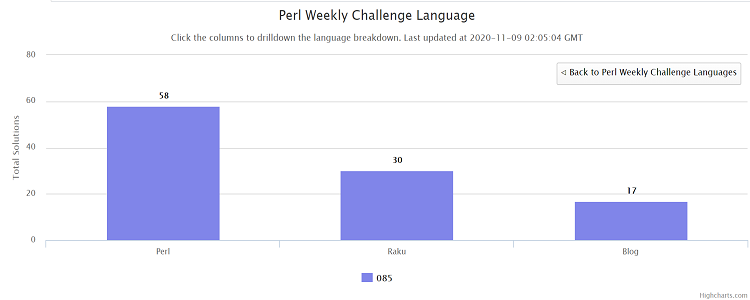 Perl Weekly Challenge Language
Click the columns to drilldown the language breakdown. Last updated at 2020-11-09 02:05:04 GMT
◁ Back to Perl Weekly Challenge Languages
Total Solutions
80
60
40
20
0
58
30
17
Perl
Raku
Blog
085
Highcharts.com